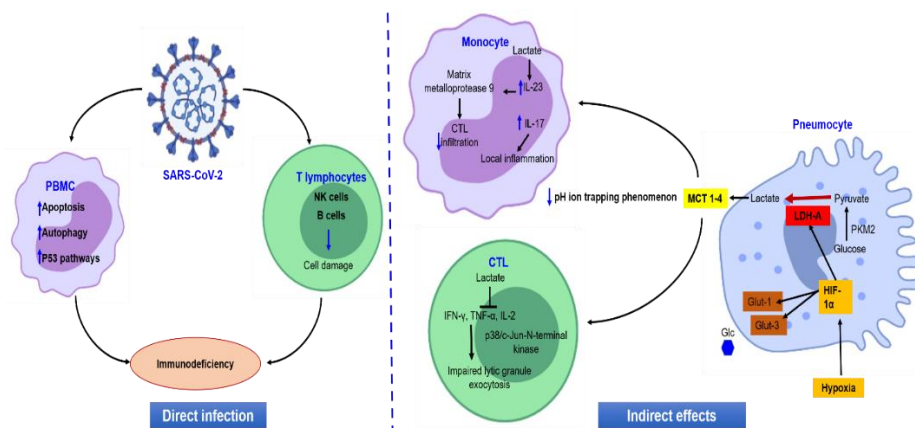 SARS-CoV-2
PBMC
↑Apoptosis
↑Autophagy
↑P53 pathways
T lymphocytes
NK cells
B cells
Cell damage
Immunodeficiency
Direct infection
Monocyte
Lactate
Matrix
metalloprotease 9
↑IL-23
CTL
↓infiltration
↑IL-17
Local inflammation
↓ pH ion trapping phenomenon
MCT 1-4
CTL
Lactate
IFN-γ, TNF-α, IL-2
p38/c-Jun-N-terminal
kinase
Impaired lytic granule
exocytosis
Pneumocyte
Lactate
Pyruvate
LDH-A
PKM2
Glucose
HIF-
1α
Glut-1
Glut-3
Glc
Hypoxia
Indirect effects